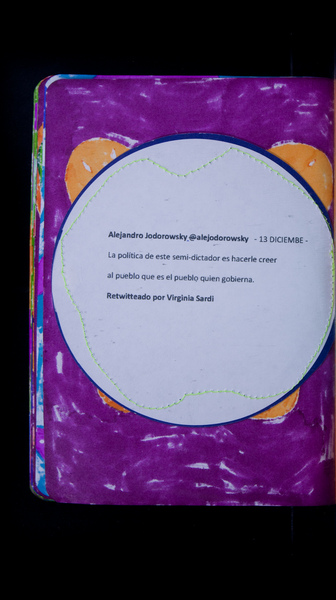 Alejandro Jodorowsky @alejodorowsky - 13 DICIEMBE -
La política de este semi-dictador es hacerle creer
al pueblo que es el pueblo quien gobierna.
Retwitteado por Virginia Sardi